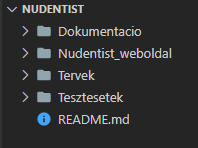 NUDENTIST
Dokumentacio
Nudentist_weboldal
Tervek
Tesztesetek
README.md